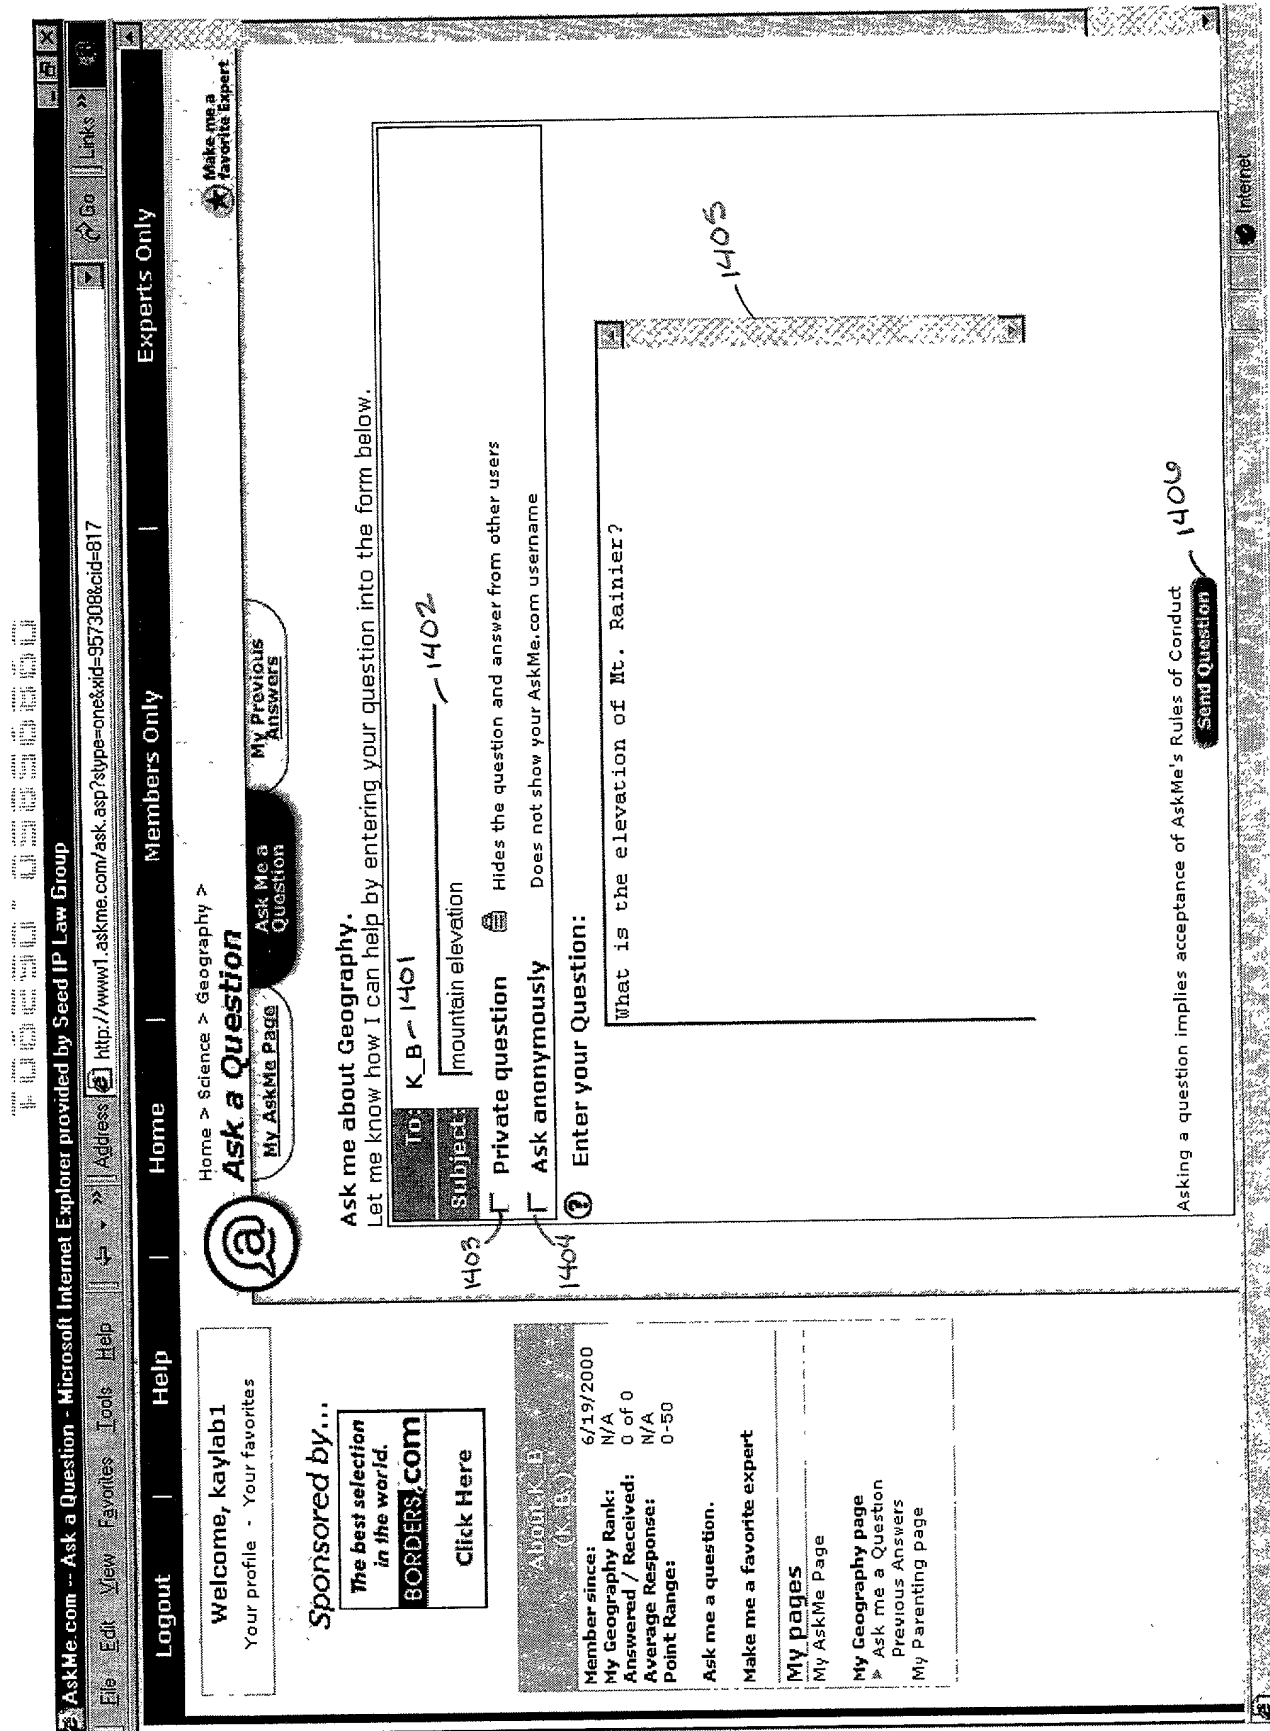 AskMe.com -- Ask a Question - Microsoft Internet Explorer provided by Seed IP Law Group
File Edit View Favorites Tools Help » Address http://www1.askme.com/ask.asp?stype=one&xid=957308&cid=817 Go Links »
Logout | Help | Home | Members Only | Experts Only
Welcome, kaylab1
Your profile - Your favorites
Sponsored by...
The best selection
in the world.
BORDERS.com
Click Here
About K_B
(K_B)
Member since: 6/19/2000
My Geography Rank: N/A
Answered / Received: 0 of 0
Average Response: N/A
Point Range: 0-50
Ask me a question.
Make me a favorite expert
My pages
My AskMe Page
My Geography page
Ask me a Question
Previous Answers
My Parenting page
Home > Science > Geography >
@ Ask a Question
Make me a
favorite Expert
My AskMe Page
Ask Me a
Question
My Previous
Answers
Ask me about Geography.
Let me know how I can help by entering your question into the form below.
To: K_B 1401
Subject: mountain elevation 1402
1403 Private question Hides the question and answer from other users
1404 Ask anonymously Does not show your AskMe.com username
? Enter your Question:
What is the elevation of Mt. Rainier?
1405
Asking a question implies acceptance of AskMe's Rules of Conduct
Send Question 1406
Internet